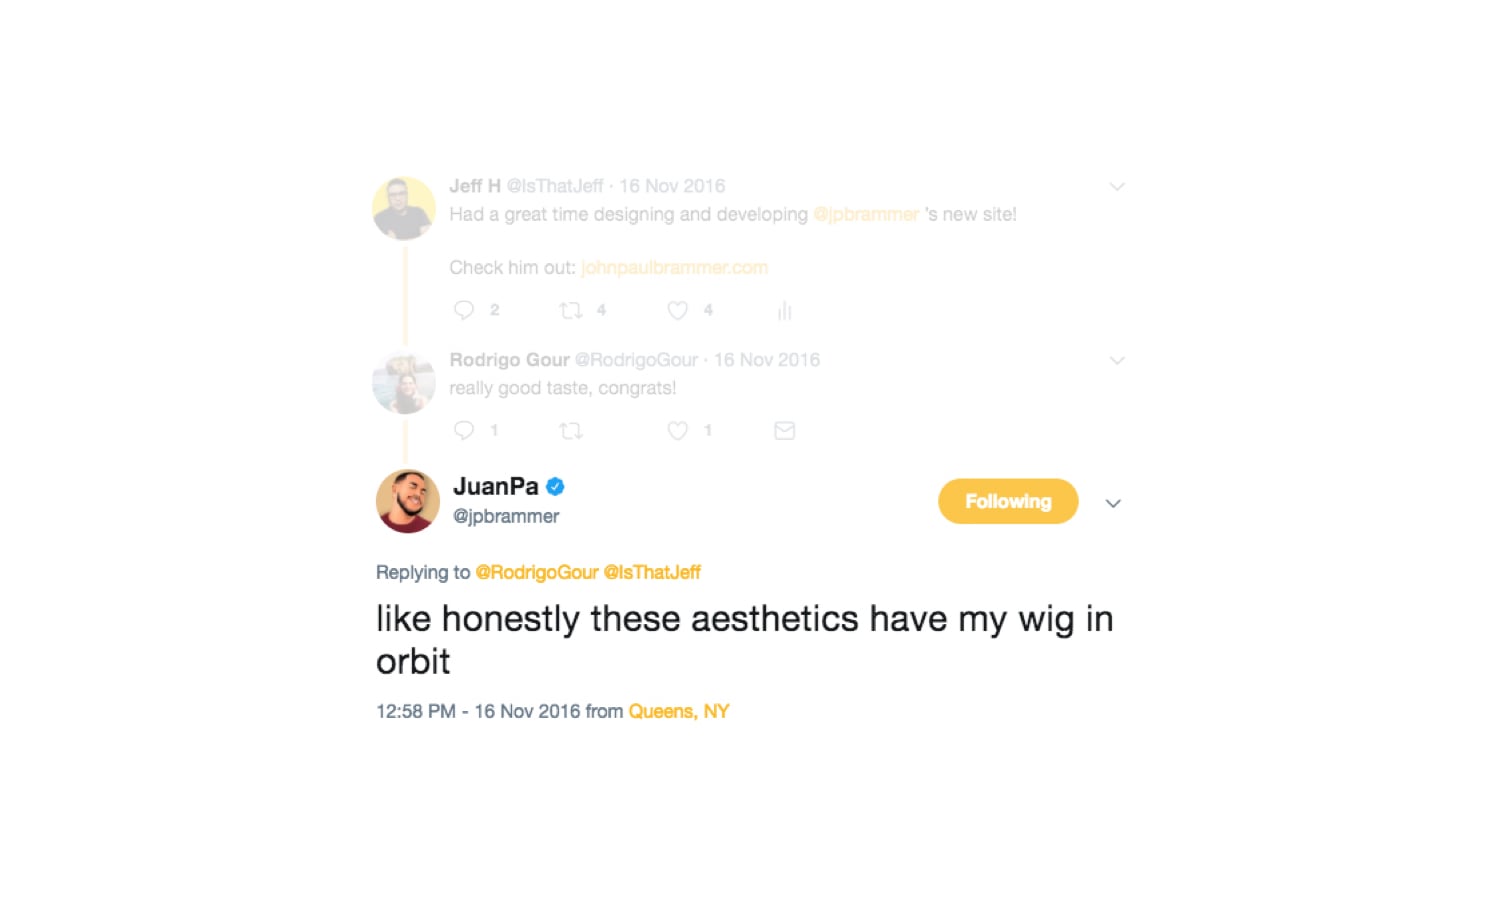 Jeff H @IsThatJeff · 16 Nov 2016
Had a great time designing and developing @jpbrammer 's new site!
Check him out: johnpaulbrammer.com
2 4 4
Rodrigo Gour @RodrigoGour · 16 Nov 2016
really good taste, congrats!
1 1
JuanPa
@jpbrammer
Following
Replying to @RodrigoGour @IsThatJeff
like honestly these aesthetics have my wig in
orbit
12:58 PM - 16 Nov 2016 from Queens, NY